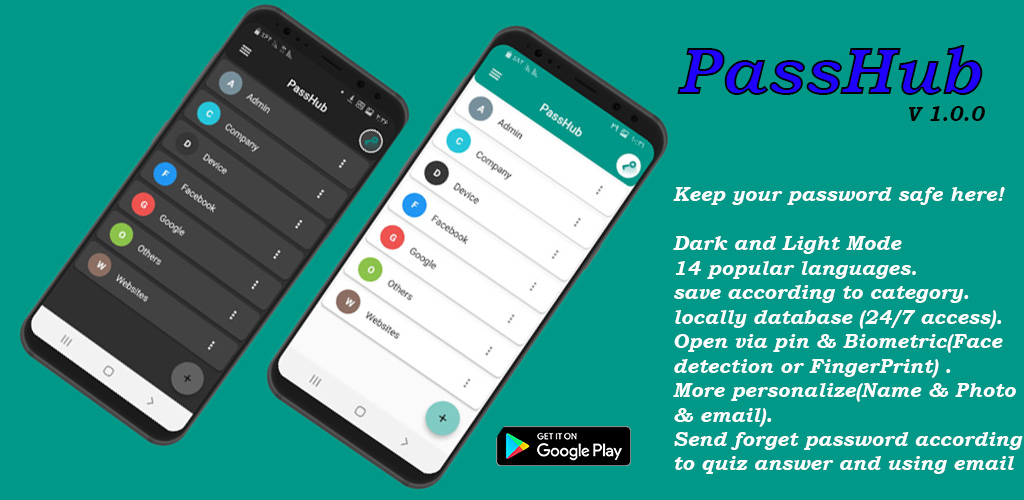 PassHub
A Admin
C Company
D Device
F Facebook
G Google
O Others
W Websites
+
PassHub
A Admin
C Company
D Device
F Facebook
G Google
O Others
W Websites
+
GET IT ON
Google Play
PassHub
v 1.0.0
Keep your password safe here!
Dark and Light Mode
14 popular languages.
save according to category.
locally database (24/7 access).
Open via pin & Biometric(Face
detection or FingerPrint) .
More personalize(Name & Photo
& email).
Send forget password according
to quiz answer and using email